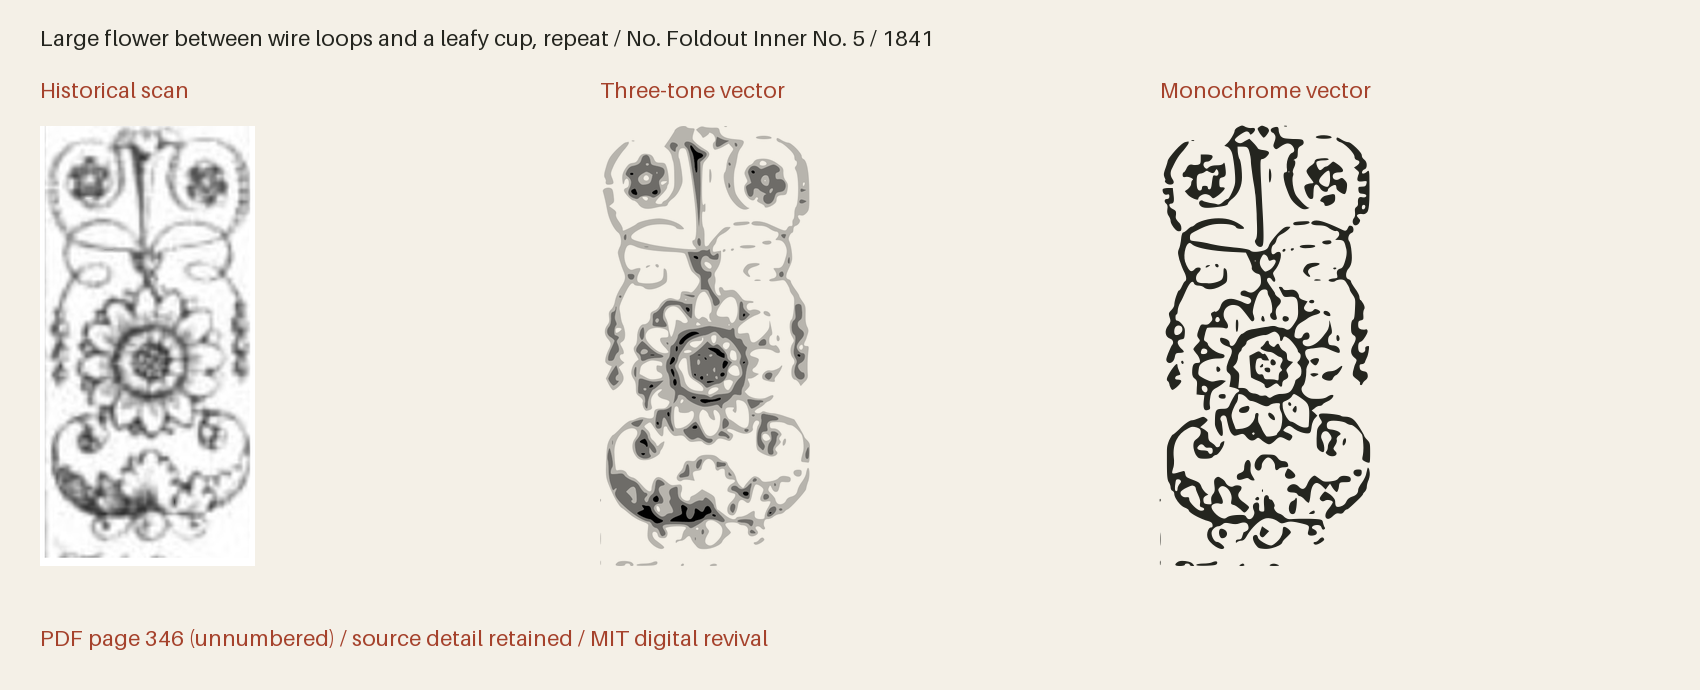 Large flower between wire loops and a leafy cup, repeat / No. Foldout Inner No. 5 / 1841
Historical scan
Three-tone vector
Monochrome vector
PDF page 346 (unnumbered) / source detail retained / MIT digital revival